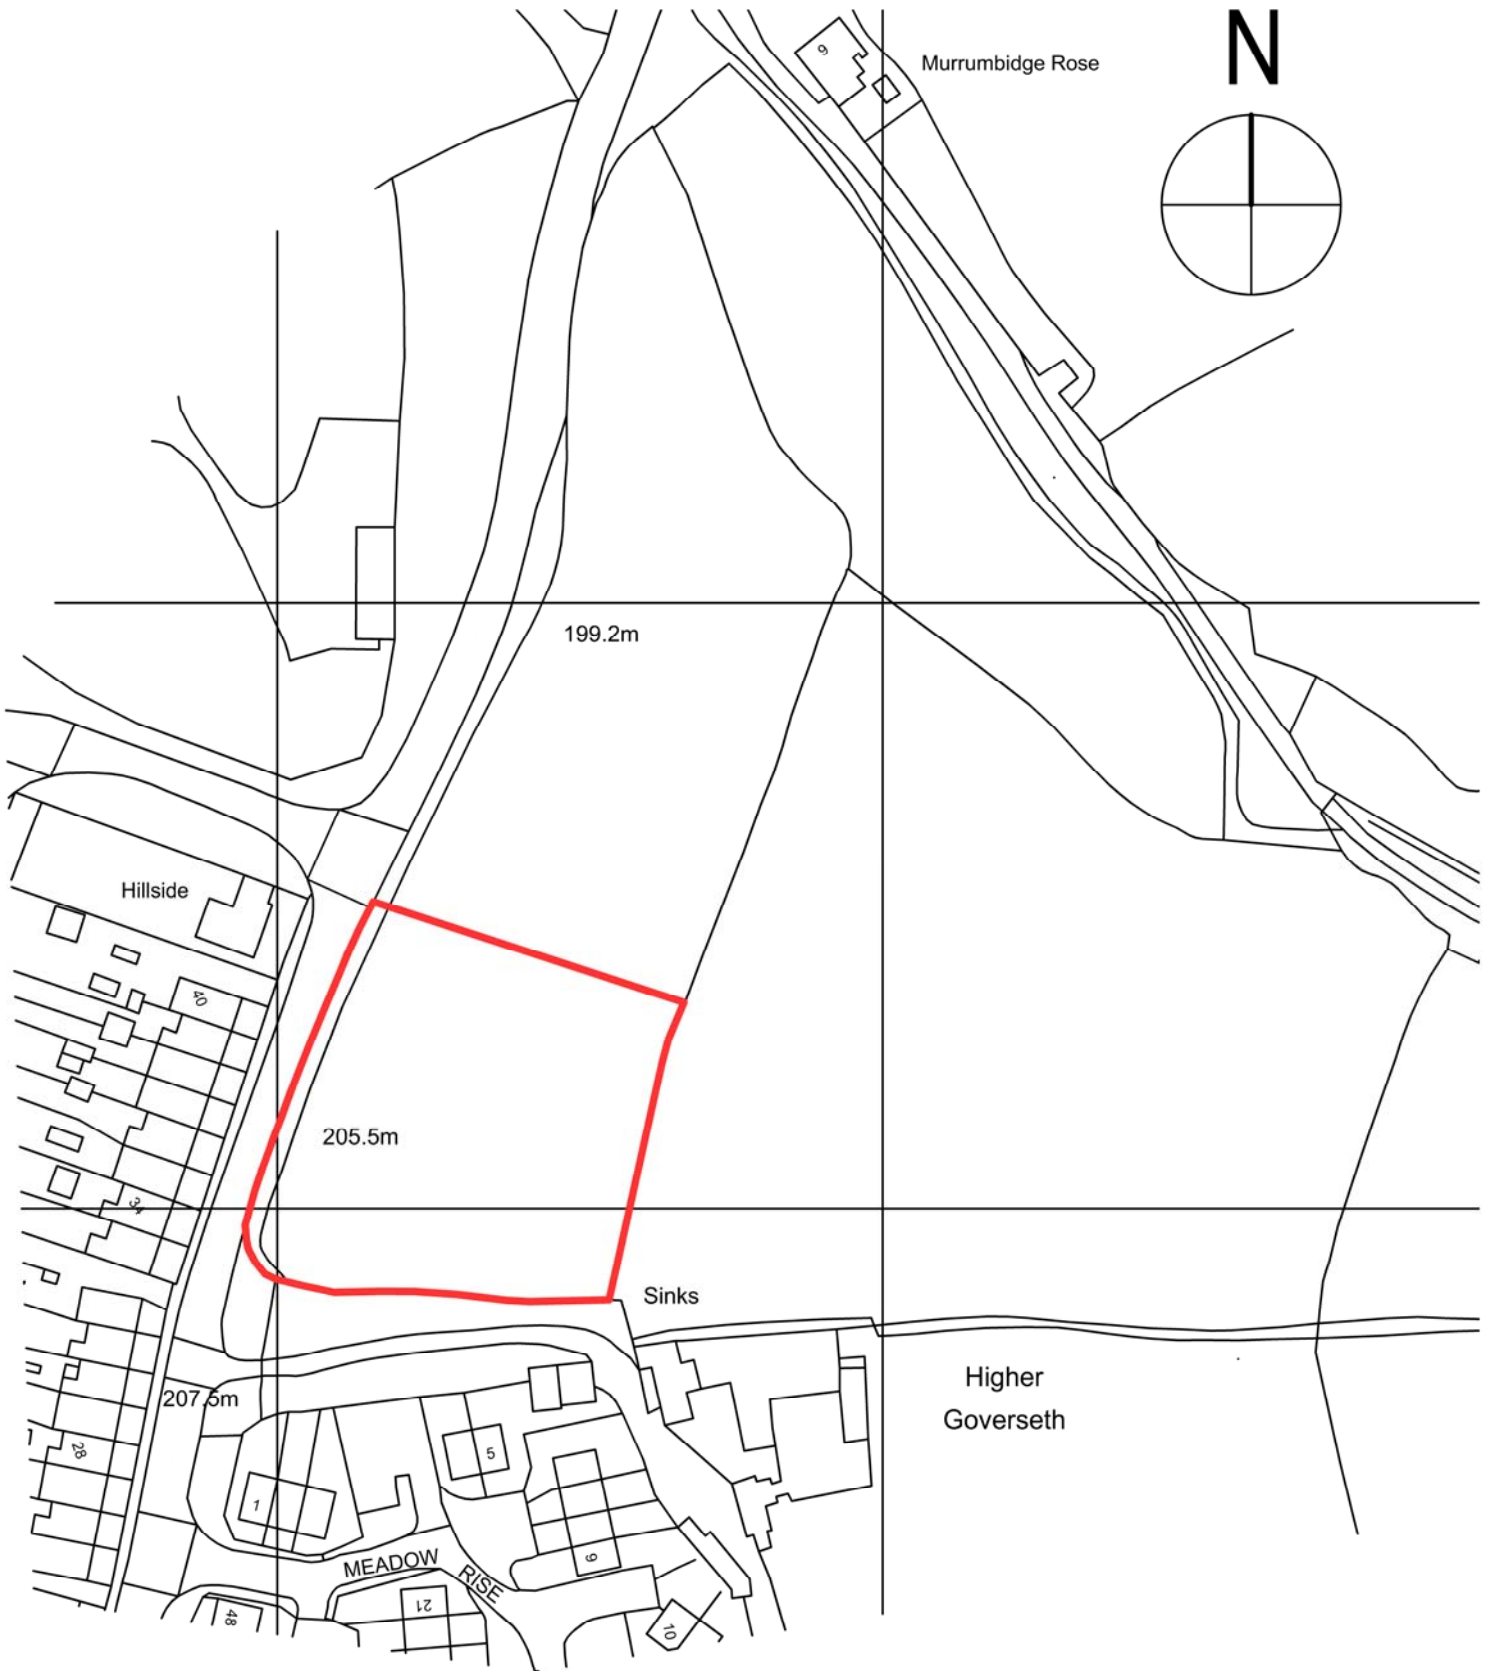 N
Murrumbidge Rose
9
199.2m
Hillside
40
205.5m
34
Sinks
Higher
Goverseth
207.5m
28
5
1
9
MEADOW RISE
21
48
10